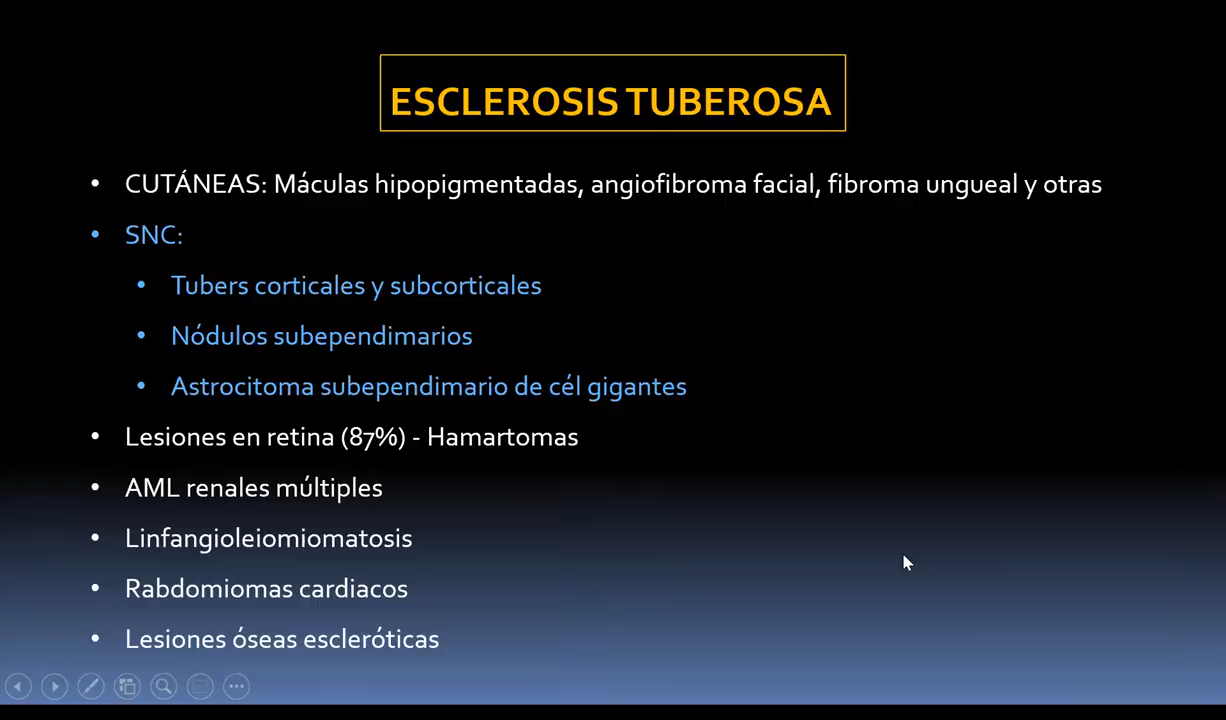 ESCLEROSIS TUBEROSA
• CUTÁNEAS: Máculas hipopigmentadas, angiofibroma facial, fibroma ungueal y otras
• SNC:
• Tubers corticales y subcorticales
• Nódulos subependimarios
• Astrocitoma subependimario de cél gigantes
• Lesiones en retina (87%) - Hamartomas
• AML renales múltiples
• Linfangioleiomiomatosis
• Rabdomiomas cardiacos
• Lesiones óseas escleróticas